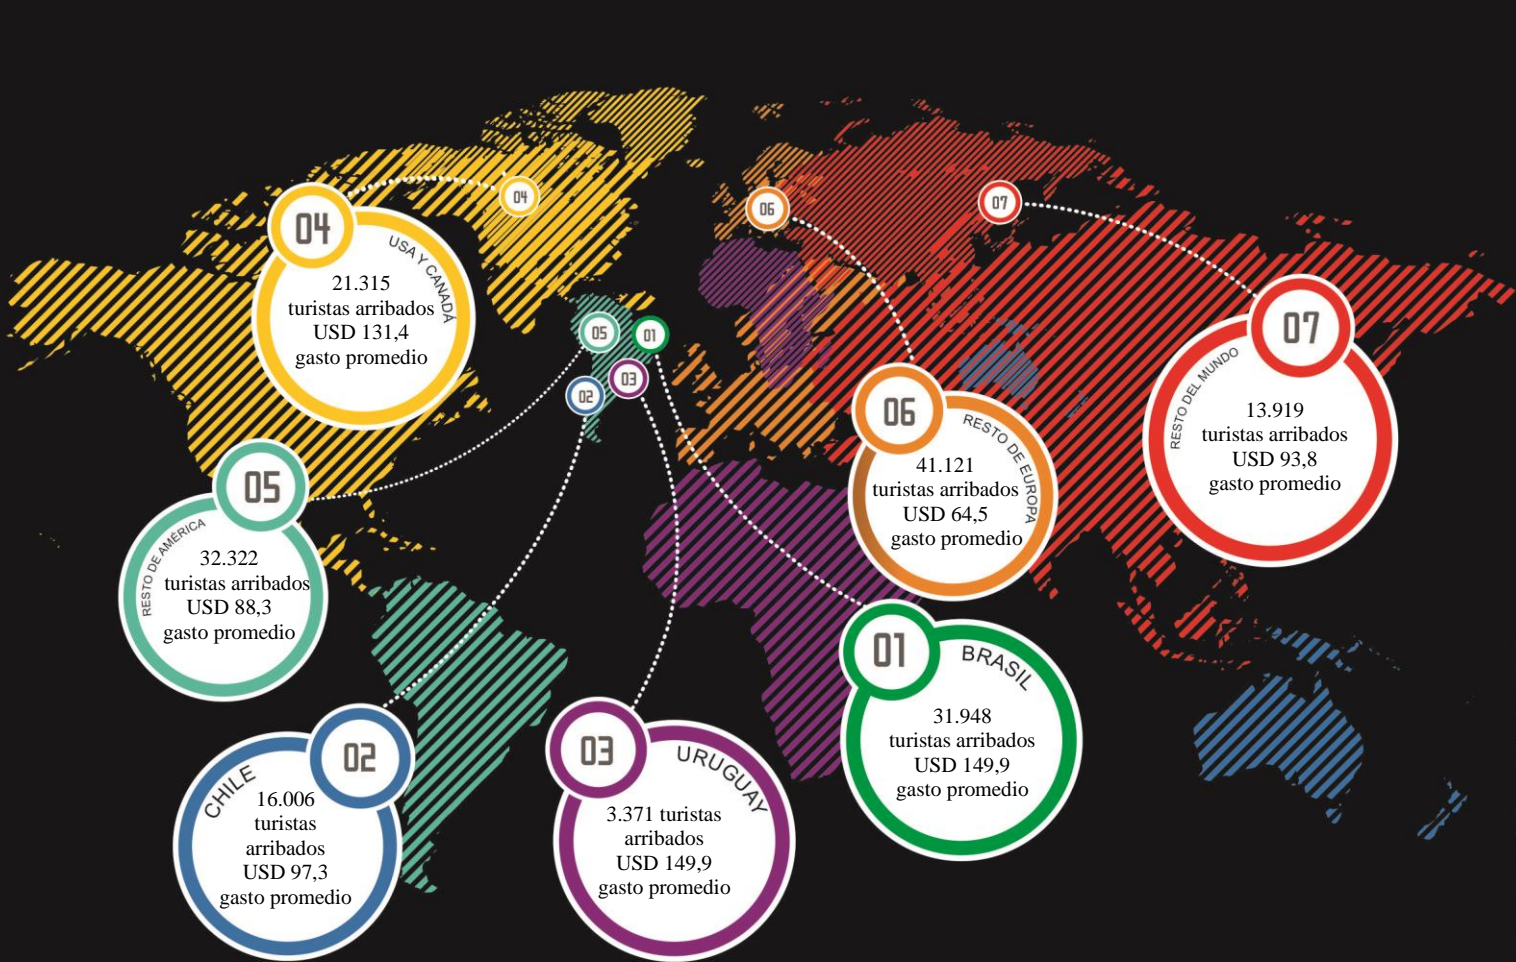 04
04
USA Y CANADÁ
21.315
turistas arribados
USD 131,4
gasto promedio
06
07
05
01
03
02
07
RESTO DEL MUNDO
13.919
turistas arribados
USD 93,8
gasto promedio
06
RESTO DE EUROPA
41.121
turistas arribados
USD 64,5
gasto promedio
05
RESTO DE AMÉRICA
32.322
turistas arribados
USD 88,3
gasto promedio
01
BRASIL
31.948
turistas arribados
USD 149,9
gasto promedio
02
CHILE
16.006
turistas
arribados
USD 97,3
gasto promedio
03
URUGUAY
3.371 turistas
arribados
USD 149,9
gasto promedio